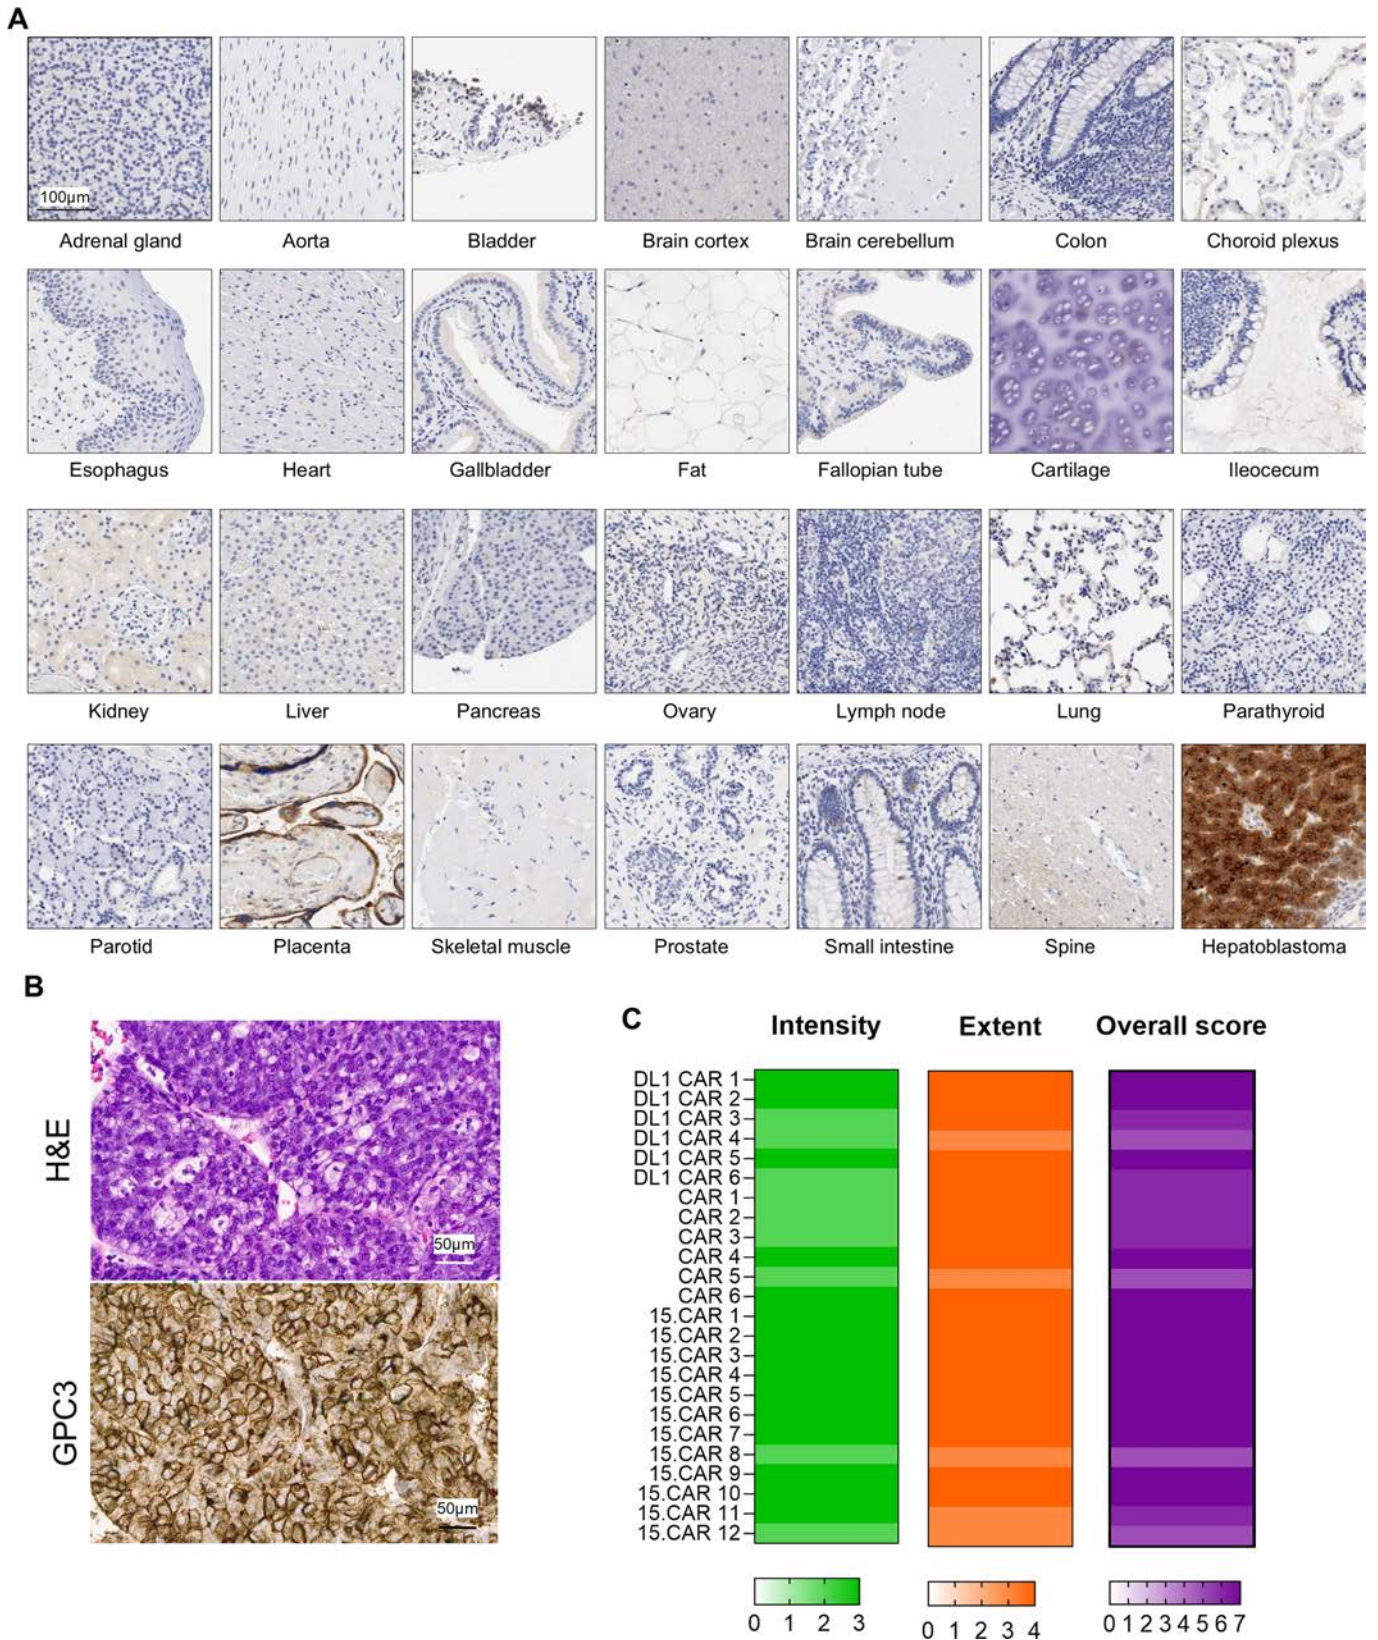 A
100μm
Adrenal gland Aorta Bladder Brain cortex Brain cerebellum Colon Choroid plexus
Esophagus Heart Gallbladder Fat Fallopian tube Cartilage Ileocecum
Kidney Liver Pancreas Ovary Lymph node Lung Parathyroid
Parotid Placenta Skeletal muscle Prostate Small intestine Spine Hepatoblastoma
B
H&E
50μm
GPC3
50μm
C
Intensity Extent Overall score
DL1 CAR 1
DL1 CAR 2
DL1 CAR 3
DL1 CAR 4
DL1 CAR 5
DL1 CAR 6
CAR 1
CAR 2
CAR 3
CAR 4
CAR 5
CAR 6
15.CAR 1
15.CAR 2
15.CAR 3
15.CAR 4
15.CAR 5
15.CAR 6
15.CAR 7
15.CAR 8
15.CAR 9
15.CAR 10
15.CAR 11
15.CAR 12
0 1 2 3
0 1 2 3 4
0 1 2 3 4 5 6 7